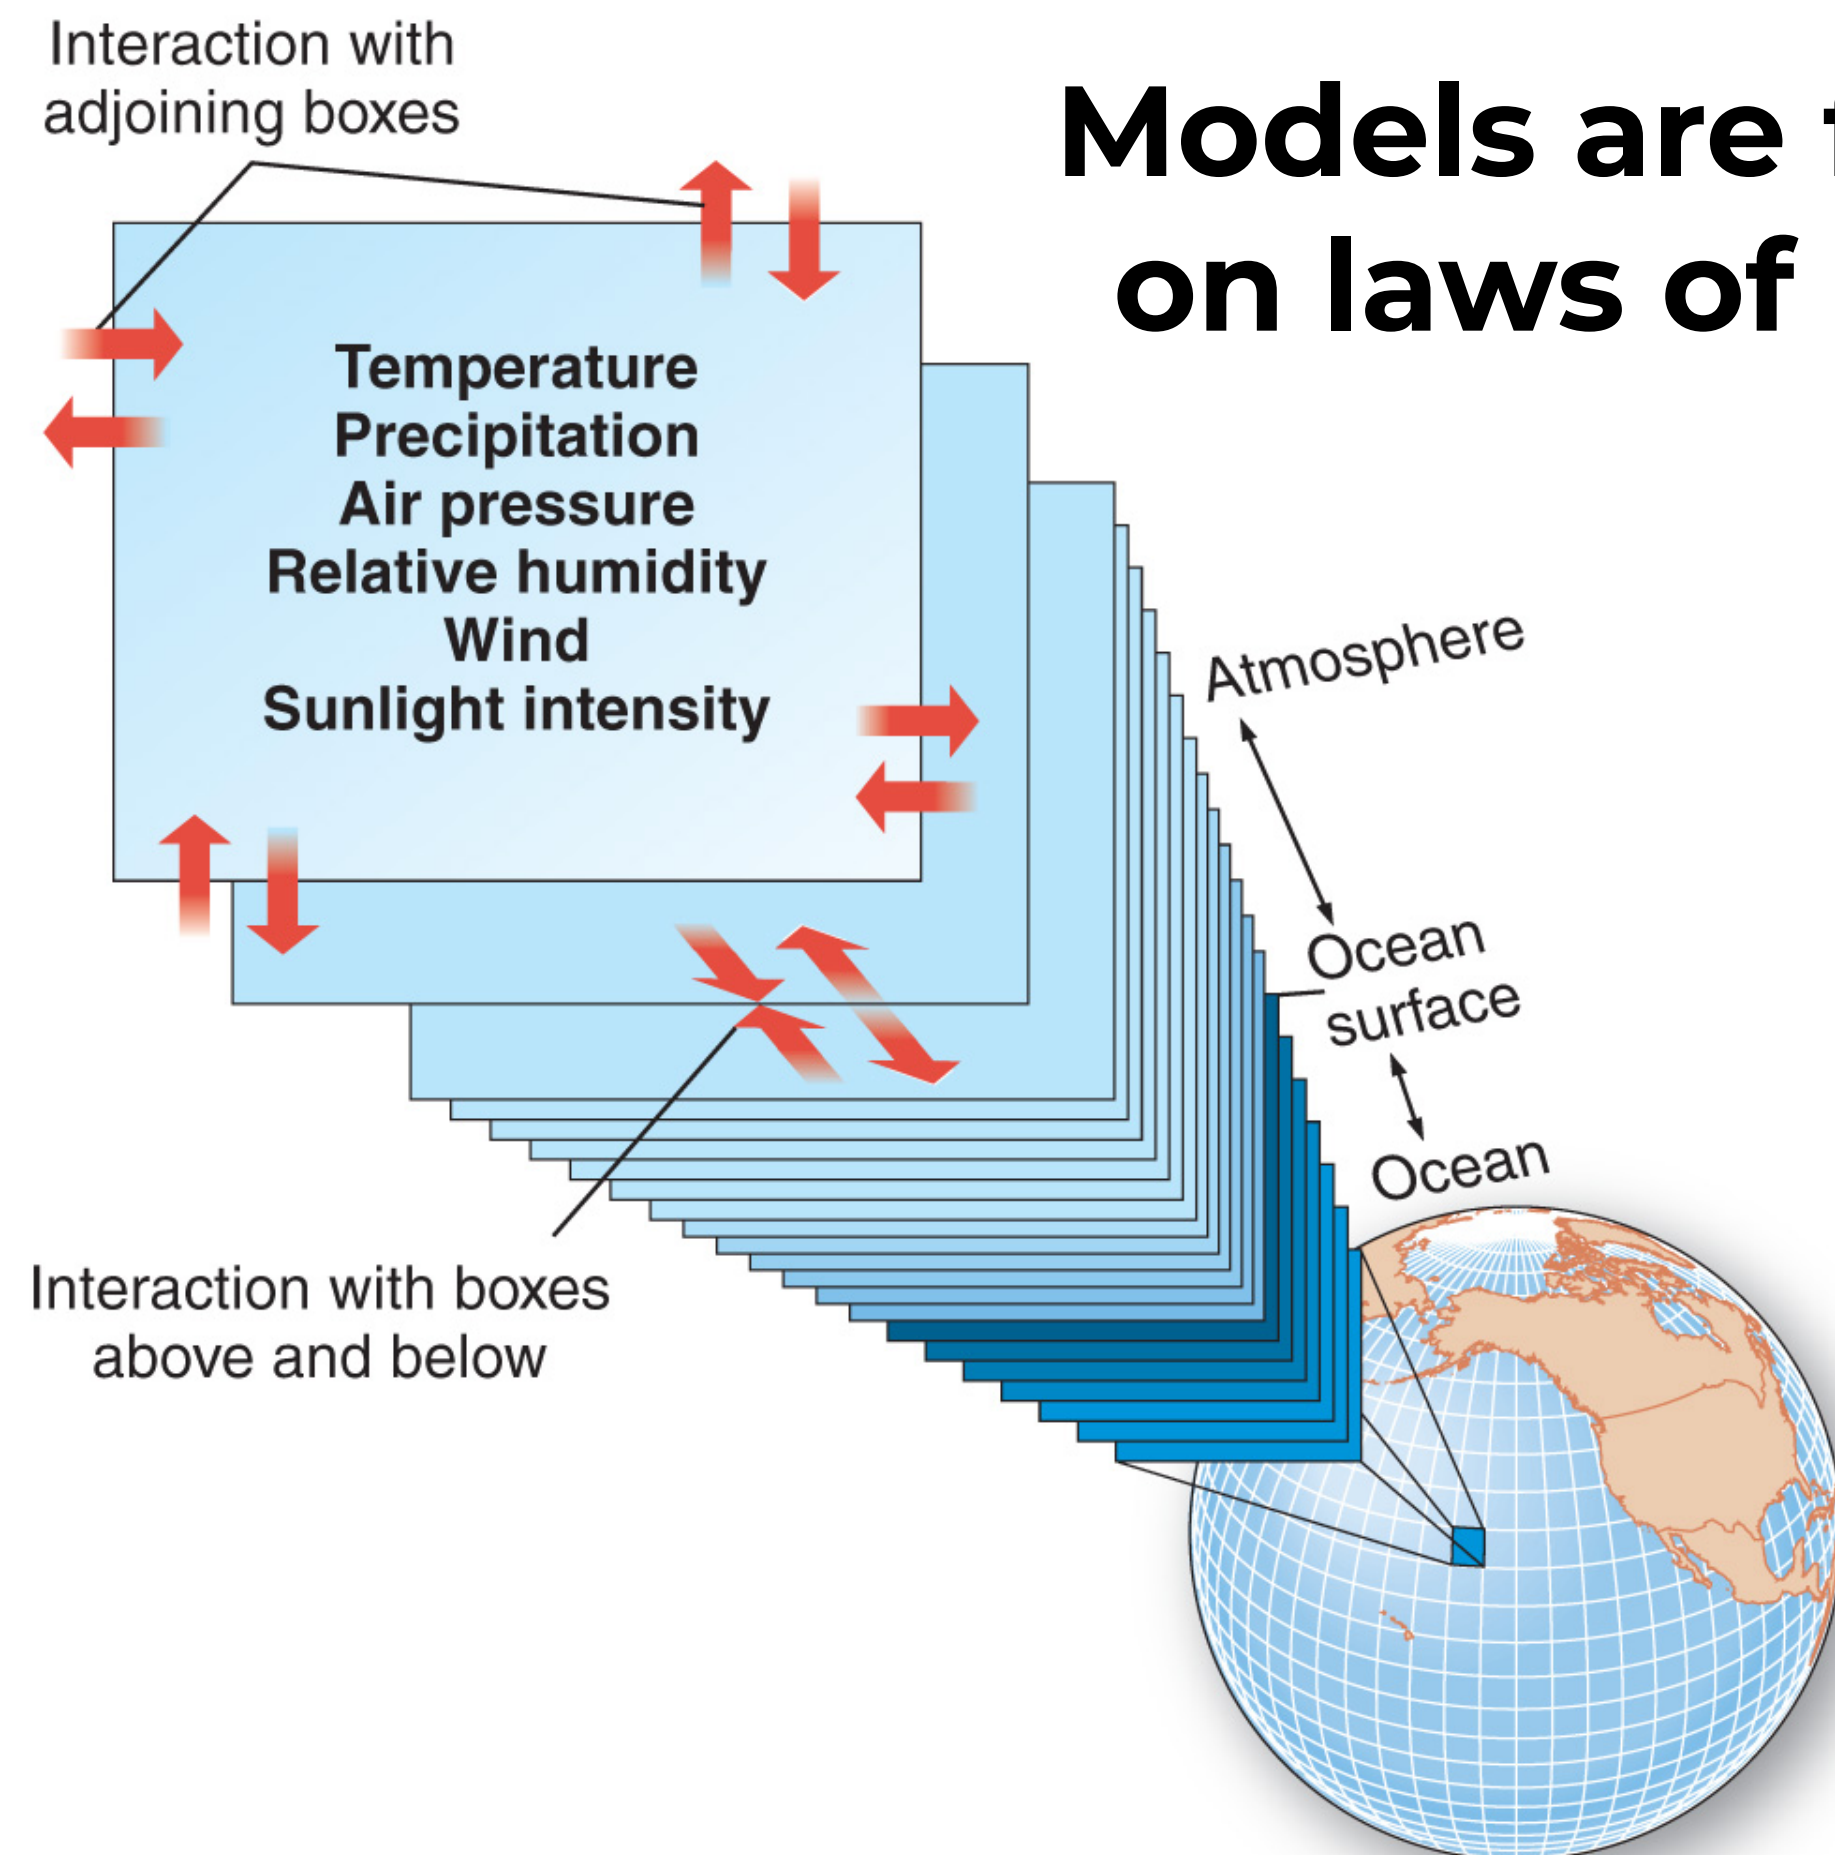 Interaction with
adjoining boxes
Models are
on laws of
Temperature
Precipitation
Air pressure
Relative humidity
Wind
Sunlight intensity
Atmosphere
Ocean
surface
Ocean
Interaction with boxes
above and below